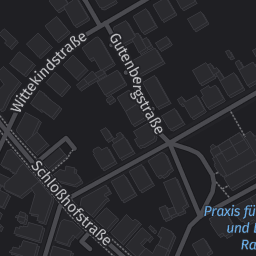 Wittekindstraße
Gutenbergstraße
Schloßhofstraße
Praxis fü
und
Ra